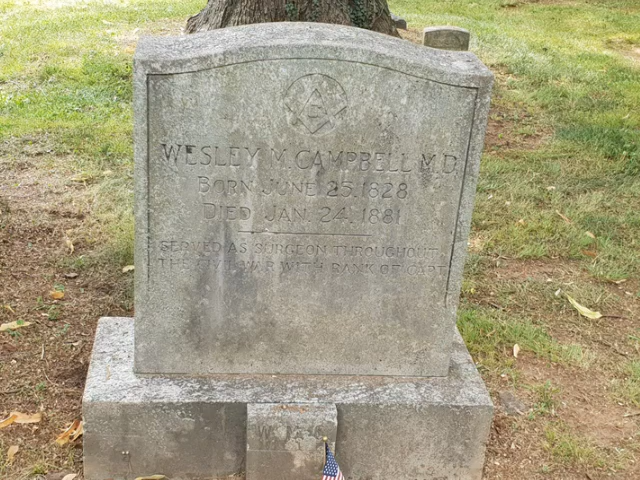 WESLEY M. CAMPBELL M.D.
BORN JUNE 25. 1828
DIED JAN. 24. 1881
SERVED AS SURGEON THROUGHOUT
THE CIVIL WAR WITH RANK OF CAPT.
W. M. C.